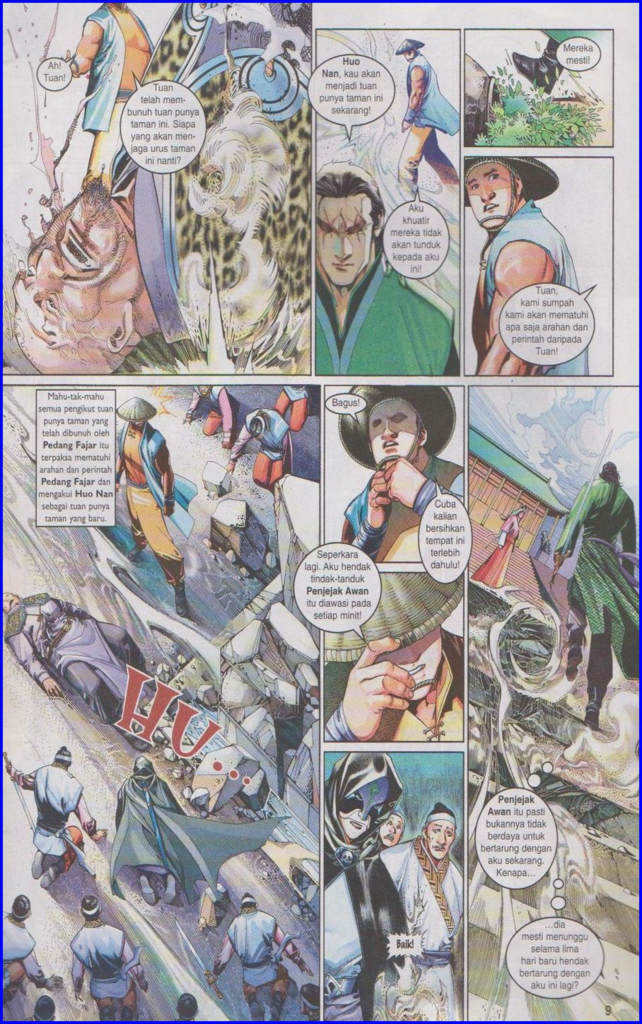 Ah!
Tuan!
Tuan
telah mem-
bunuh tuan punya
taman ini. Siapa
yang akan men-
jaga urus taman
ini nanti?
Huo
Nan, kau akan
menjadi tuan
punya taman ini
sekarang!
Aku
khuatir
mereka tidak
akan tunduk
kepada aku
ini!
Mereka
mesti!
Tuan,
kami sumpah
kami akan mematuhi
apa saja arahan dan
perintah daripada
Tuan!
Mahu-tak-mahu
semua pengikut tuan
punya taman yang
telah dibunuh oleh
Pedang Fajar itu
terpaksa mematuhi
arahan dan perintah
Pedang Fajar dan
mengakui Huo Nan
sebagai tuan punya
taman yang baru.
HU...
Bagus!
Cuba
kalian
bersihkan
tempat ini
terlebih
dahulu!
Seperkara
lagi. Aku hendak
tindak-tanduk
Penjejak Awan
itu diawasi pada
setiap minit!
Baik!
Penjejak
Awan itu pasti
bukannya tidak
berdaya untuk
bertarung dengan
aku sekarang.
Kenapa...
...dia
mesti menunggu
selama lima
hari baru hendak
bertarung dengan
aku ini lagi?
9